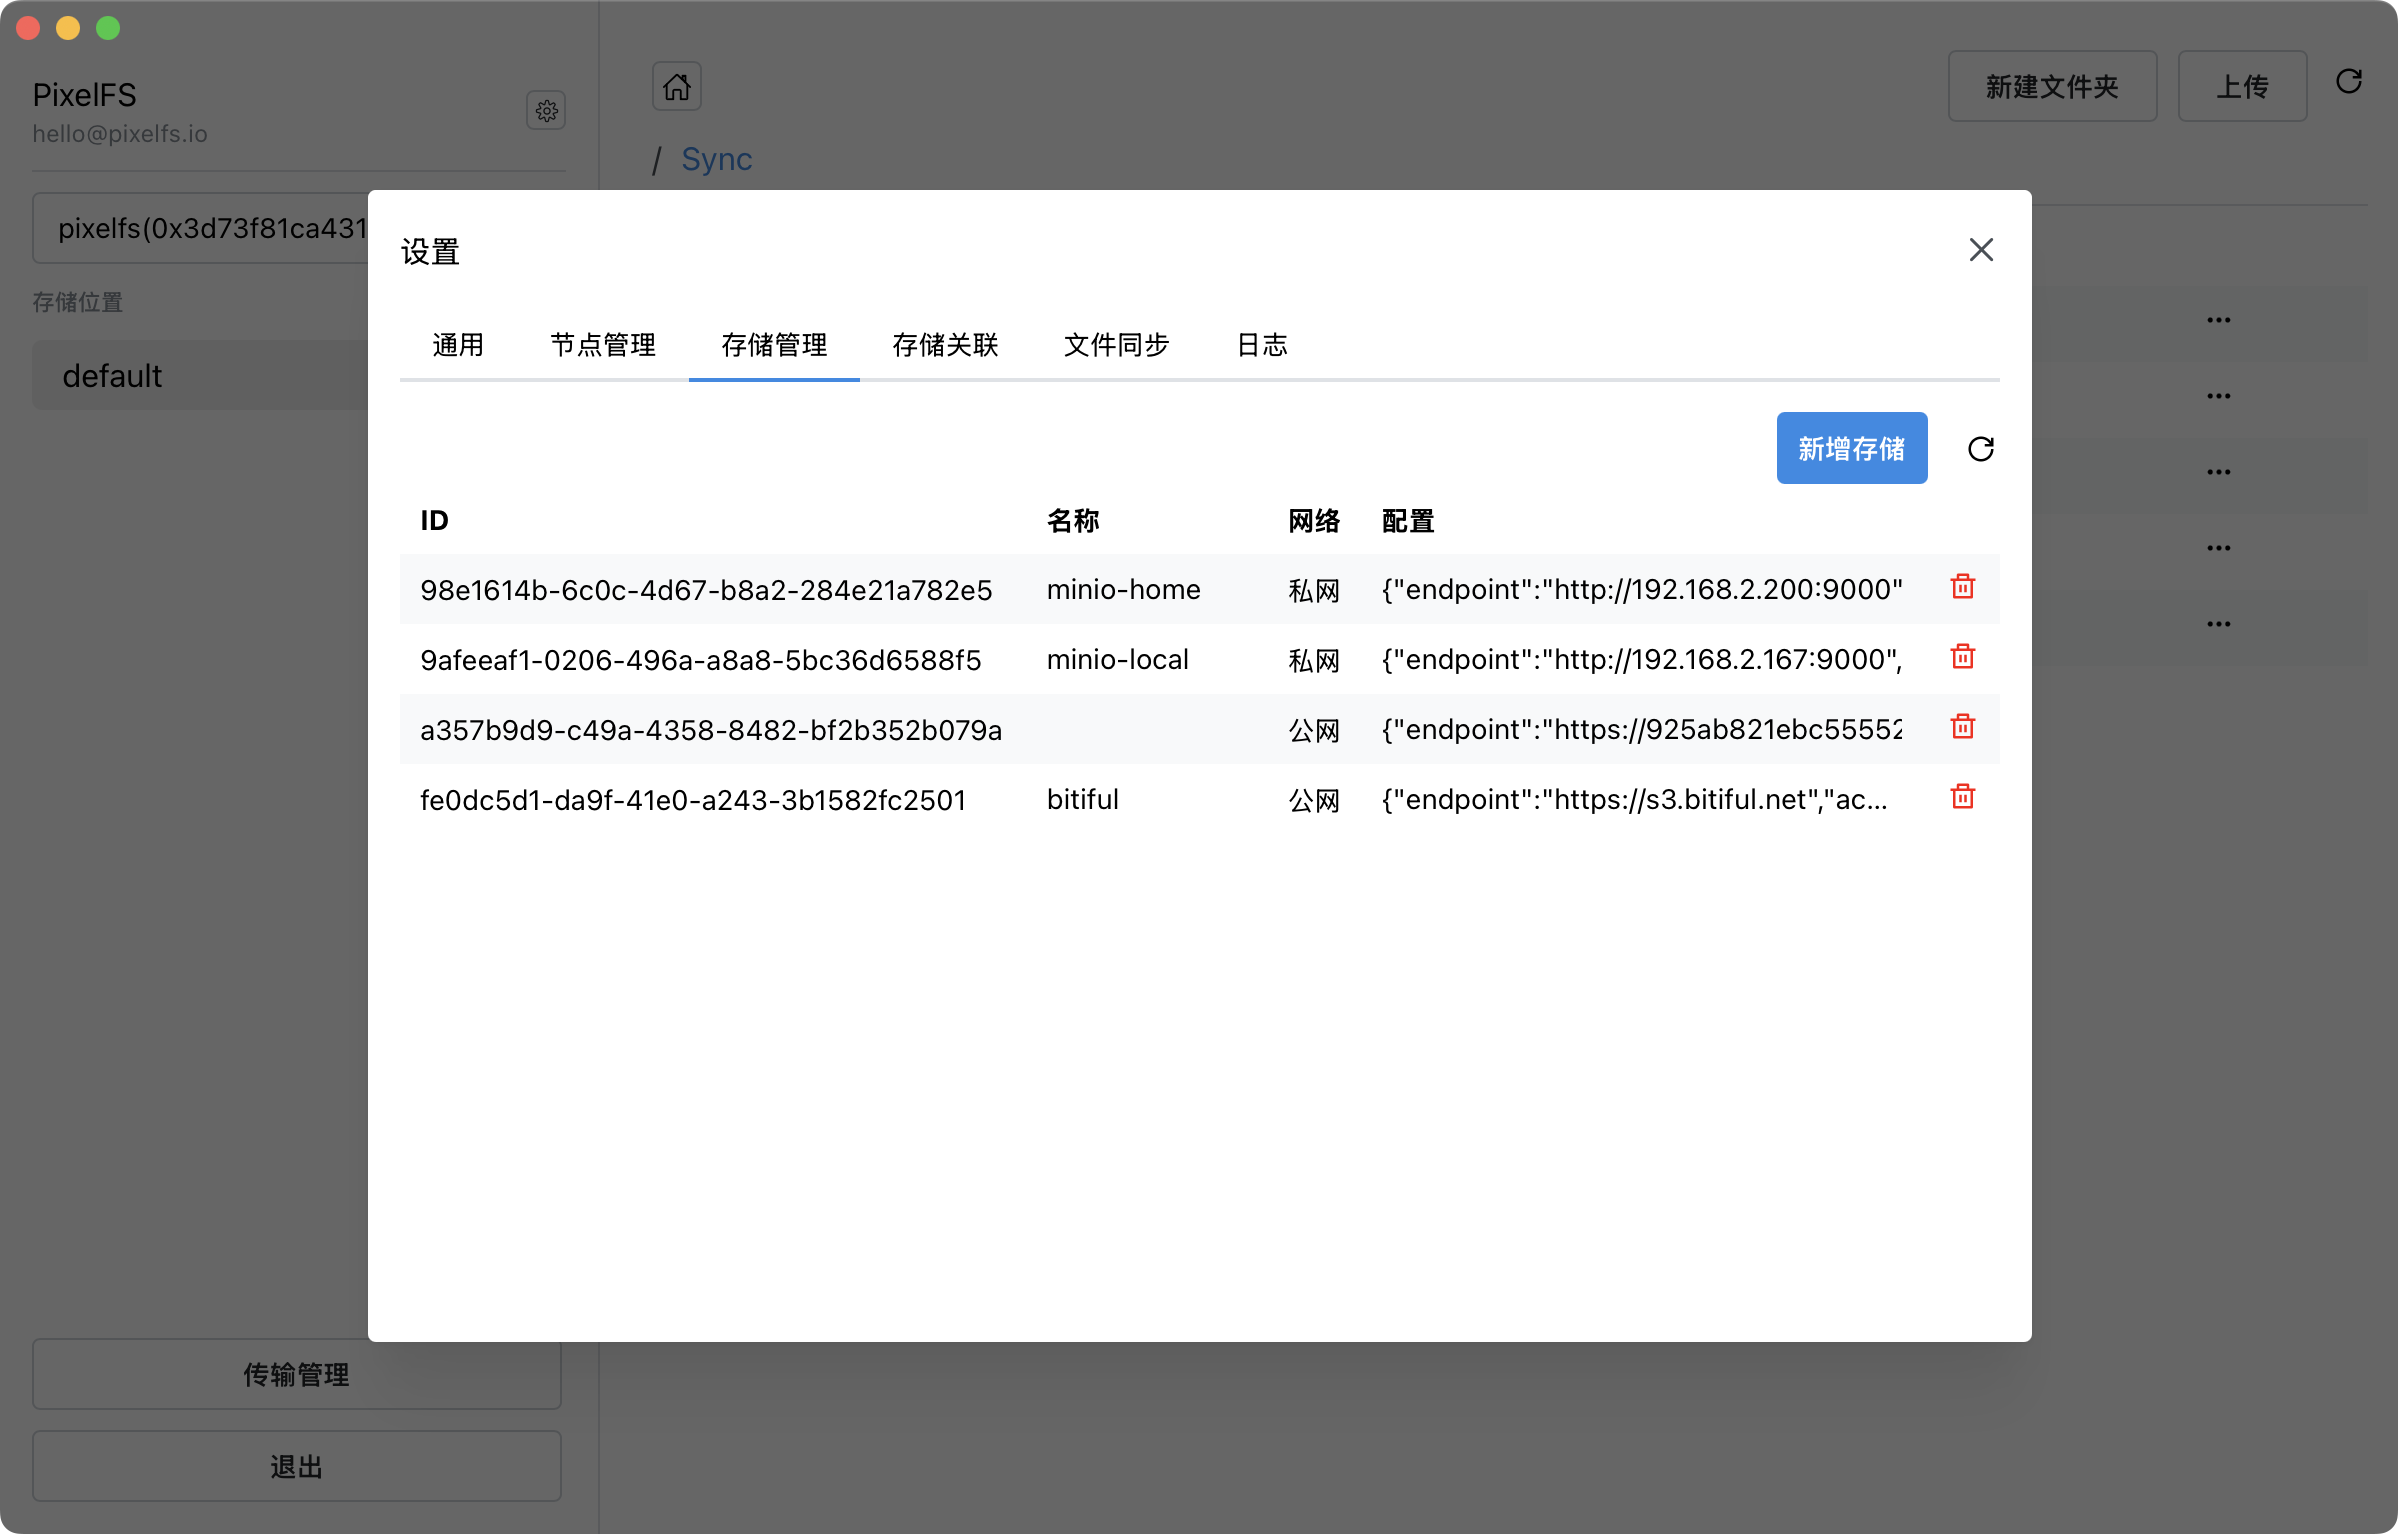 PixelFS
hello@pixelfs.io
pixelfs(0x3d73f81ca431
存储位置
default
传输管理
退出
新建文件夹 上传
/ Sync
设置
通用 节点管理 存储管理 存储关联 文件同步 日志
新增存储
ID 名称 网络 配置
98e1614b-6c0c-4d67-b8a2-284e21a782e5 minio-home 私网 {"endpoint":"http://192.168.2.200:9000"
9afeeaf1-0206-496a-a8a8-5bc36d6588f5 minio-local 私网 {"endpoint":"http://192.168.2.167:9000",
a357b9d9-c49a-4358-8482-bf2b352b079a 公网 {"endpoint":"https://925ab821ebc55552
fe0dc5d1-da9f-41e0-a243-3b1582fc2501 bitiful 公网 {"endpoint":"https://s3.bitiful.net","ac...